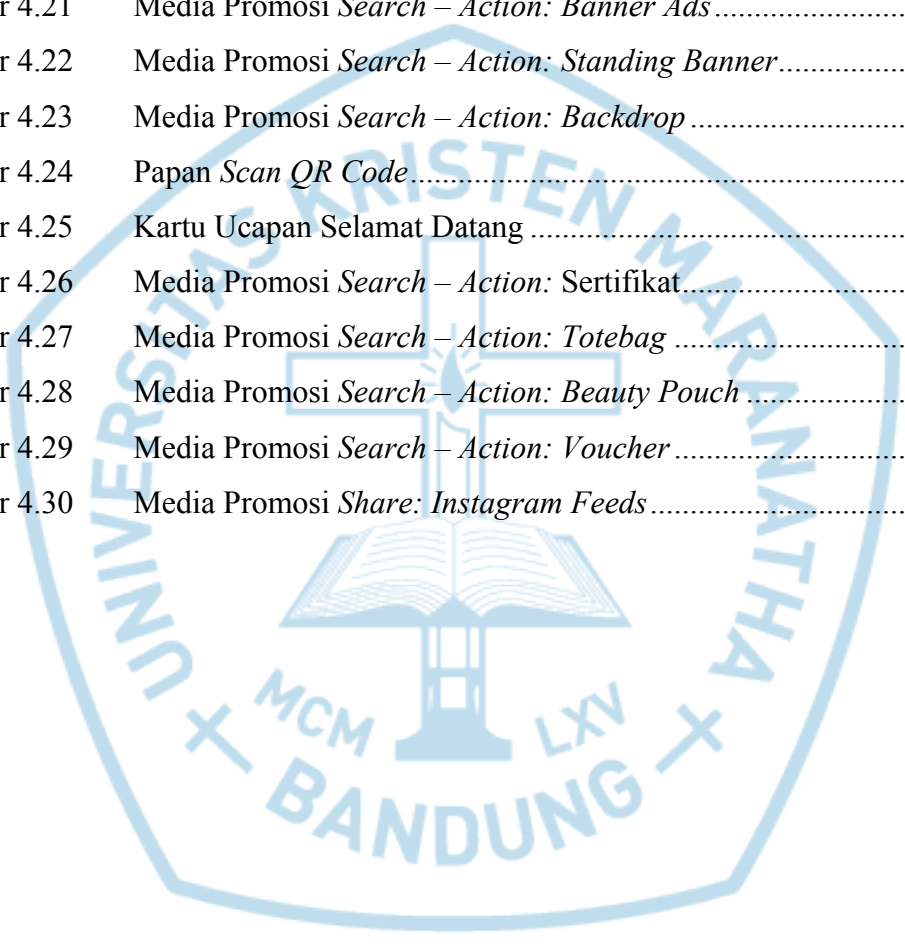 r 4.21 Media Promosi Search – Action: Banner Ads................................
r 4.22 Media Promosi Search – Action: Standing Banner....................
r 4.23 Media Promosi Search – Action: Backdrop ................................
r 4.24 Papan Scan QR Code....................................................................
r 4.25 Kartu Ucapan Selamat Datang ....................................................
r 4.26 Media Promosi Search – Action: Sertifikat................................
r 4.27 Media Promosi Search – Action: Totebag ................................
r 4.28 Media Promosi Search – Action: Beauty Pouch ......................
r 4.29 Media Promosi Search – Action: Voucher ................................
r 4.30 Media Promosi Share: Instagram Feeds ..................................
UNIVERSITAS KRISTEN MARANATHA
MCM LXV
+ BANDUNG +